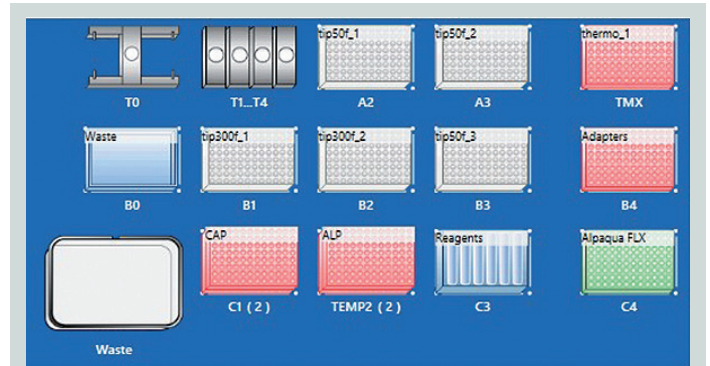 tip50f_1
tip50f_2
thermo_1
T0
T1...T4
A2
A3
TMX
Waste
tip300f_1
tip300f_2
tip50f_3
Adapters
B0
B1
B2
B3
B4
CAP
ALP
Reagents
Alpaqua FLX
C1 ( 2 )
TEMP2 ( 2 )
C3
C4
Waste